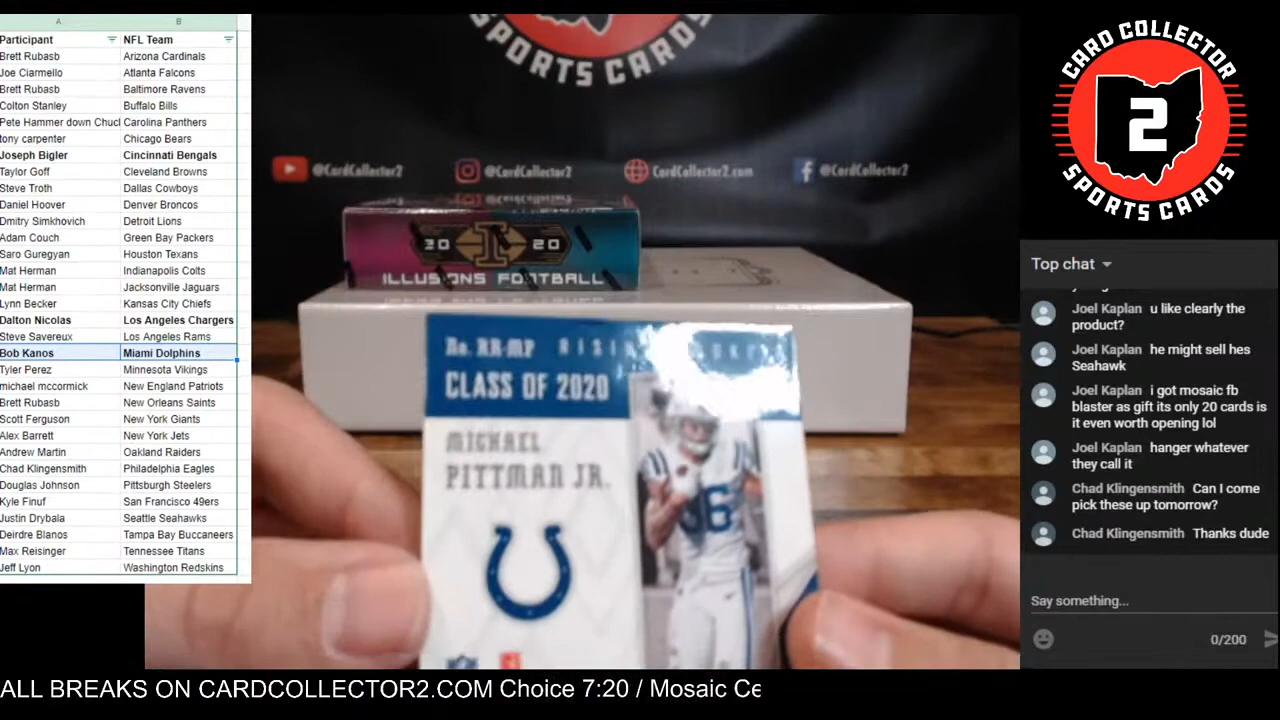 A B
Participant NFL Team
Brett Rubasb Arizona Cardinals
Joe Ciarmello Atlanta Falcons
Brett Rubasb Baltimore Ravens
Colton Stanley Buffalo Bills
Pete Hammer down Chucl Carolina Panthers
tony carpenter Chicago Bears
Joseph Bigler Cincinnati Bengals
Taylor Goff Cleveland Browns
Steve Troth Dallas Cowboys
Daniel Hoover Denver Broncos
Dmitry Simkhovich Detroit Lions
Adam Couch Green Bay Packers
Saro Guregyan Houston Texans
Mat Herman Indianapolis Colts
Mat Herman Jacksonville Jaguars
Lynn Becker Kansas City Chiefs
Dalton Nicolas Los Angeles Chargers
Steve Savereux Los Angeles Rams
Bob Kanos Miami Dolphins
Tyler Perez Minnesota Vikings
michael mccormick New England Patriots
Brett Rubasb New Orleans Saints
Scott Ferguson New York Giants
Alex Barrett New York Jets
Andrew Martin Oakland Raiders
Chad Klingensmith Philadelphia Eagles
Douglas Johnson Pittsburgh Steelers
Kyle Finuf San Francisco 49ers
Justin Drybala Seattle Seahawks
Deirdre Blanos Tampa Bay Buccaneers
Max Reisinger Tennessee Titans
Jeff Lyon Washington Redskins
SPORTS CARDS
@CardCollector2 @CardCollector2 CardCollector2.com @CardCollector2
20 I 20
ILLUSIONS FOOTBALL
No. RR-MP
CLASS OF 2020
MICHAEL
PITTMAN JR.
CARD COLLECTOR
2
SPORTS CARDS
Top chat
Joel Kaplan u like clearly the
product?
Joel Kaplan he might sell hes
Seahawk
Joel Kaplan i got mosaic fb
blaster as gift its only 20 cards is
it even worth opening lol
Joel Kaplan hanger whatever
they call it
Chad Klingensmith Can I come
pick these up tomorrow?
Chad Klingensmith Thanks dude
Say something...
0/200
ALL BREAKS ON CARDCOLLECTOR2.COM Choice 7:20 / Mosaic Ce